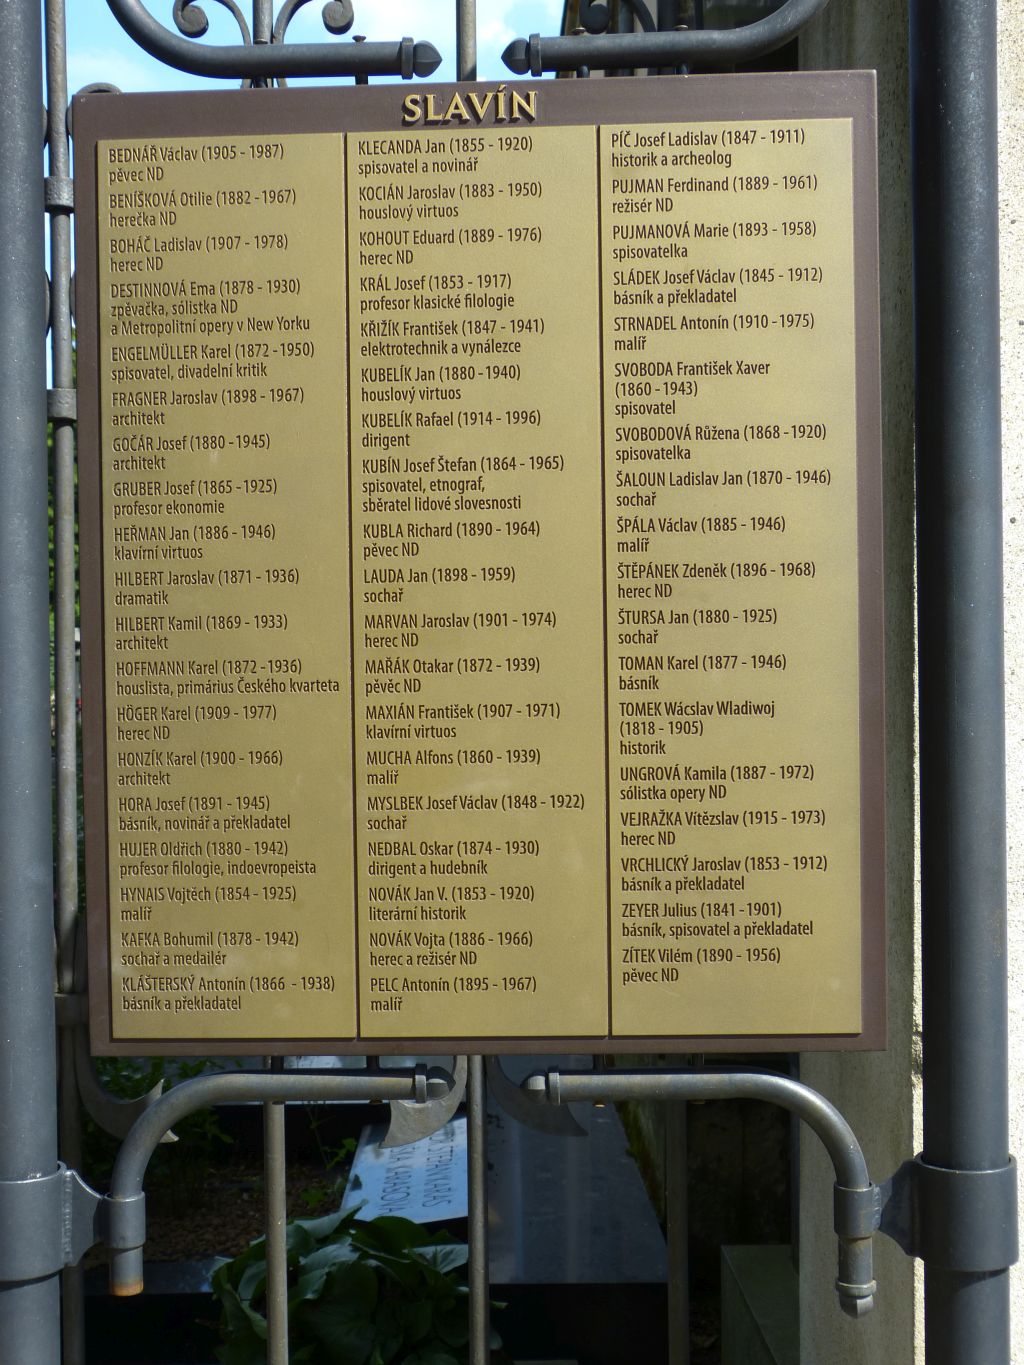 SLAVÍN
BEDNÁŘ Václav (1905 - 1987)
pěvec ND
BENÍŠKOVÁ Otilie (1882 - 1967)
herečka ND
BOHÁČ Ladislav (1907 - 1978)
herec ND
DESTINNOVÁ Ema (1878 - 1930)
zpěvačka, sólistka ND
a Metropolitní opery v New Yorku
ENGELMÜLLER Karel (1872 - 1950)
spisovatel, divadelní kritik
FRAGNER Jaroslav (1898 - 1967)
architekt
GOČÁR Josef (1880 - 1945)
architekt
GRUBER Josef (1865 - 1925)
profesor ekonomie
HEŘMAN Jan (1886 - 1946)
klavírní virtuos
HILBERT Jaroslav (1871 - 1936)
dramatik
HILBERT Kamil (1869 - 1933)
architekt
HOFFMANN Karel (1872 - 1936)
houslista, primárius Českého kvarteta
HÖGER Karel (1909 - 1977)
herec ND
HONZÍK Karel (1900 - 1966)
architekt
HORA Josef (1891 - 1945)
básník, novinář a překladatel
HUJER Oldřich (1880 - 1942)
profesor filologie, indoevropeista
HYNAIS Vojtěch (1854 - 1925)
malíř
KAFKA Bohumil (1878 - 1942)
sochař a medailér
KLÁŠTERSKÝ Antonín (1866 - 1938)
básník a překladatel
KLECANDA Jan (1855 - 1920)
spisovatel a novinář
KOCIÁN Jaroslav (1883 - 1950)
houslový virtuos
KOHOUT Eduard (1889 - 1976)
herec ND
KRÁL Josef (1853 - 1917)
profesor klasické filologie
KŘIŽÍK František (1847 - 1941)
elektrotechnik a vynálezce
KUBELÍK Jan (1880 - 1940)
houslový virtuos
KUBELÍK Rafael (1914 - 1996)
dirigent
KUBÍN Josef Štefan (1864 - 1965)
spisovatel, etnograf,
sběratel lidové slovesnosti
KUBLA Richard (1890 - 1964)
pěvec ND
LAUDA Jan (1898 - 1959)
sochař
MARVAN Jaroslav (1901 - 1974)
herec ND
MAŘÁK Otakar (1872 - 1939)
pěvěc ND
MAXIÁN František (1907 - 1971)
klavírní virtuos
MUCHA Alfons (1860 - 1939)
malíř
MYSLBEK Josef Václav (1848 - 1922)
sochař
NEDBAL Oskar (1874 - 1930)
dirigent a hudebník
NOVÁK Jan V. (1853 - 1920)
literární historik
NOVÁK Vojta (1886 - 1966)
herec a režisér ND
PELC Antonín (1895 - 1967)
malíř
PÍČ Josef Ladislav (1847 - 1911)
historik a archeolog
PUJMAN Ferdinand (1889 - 1961)
režisér ND
PUJMANOVÁ Marie (1893 - 1958)
spisovatelka
SLÁDEK Josef Václav (1845 - 1912)
básník a překladatel
STRNADEL Antonín (1910 - 1975)
malíř
SVOBODA František Xaver
(1860 - 1943)
spisovatel
SVOBODOVÁ Růžena (1868 - 1920)
spisovatelka
ŠALOUN Ladislav Jan (1870 - 1946)
sochař
ŠPÁLA Václav (1885 - 1946)
malíř
ŠTĚPÁNEK Zdeněk (1896 - 1968)
herec ND
ŠTURSA Jan (1880 - 1925)
sochař
TOMAN Karel (1877 - 1946)
básník
TOMEK Wácslav Wladiwoj
(1818 - 1905)
historik
UNGROVÁ Kamila (1887 - 1972)
sólistka opery ND
VEJRAŽKA Vítězslav (1915 - 1973)
herec ND
VRCHLICKÝ Jaroslav (1853 - 1912)
básník a překladatel
ZEYER Julius (1841 - 1901)
básník, spisovatel a překladatel
ZÍTEK Vilém (1890 - 1956)
pěvec ND